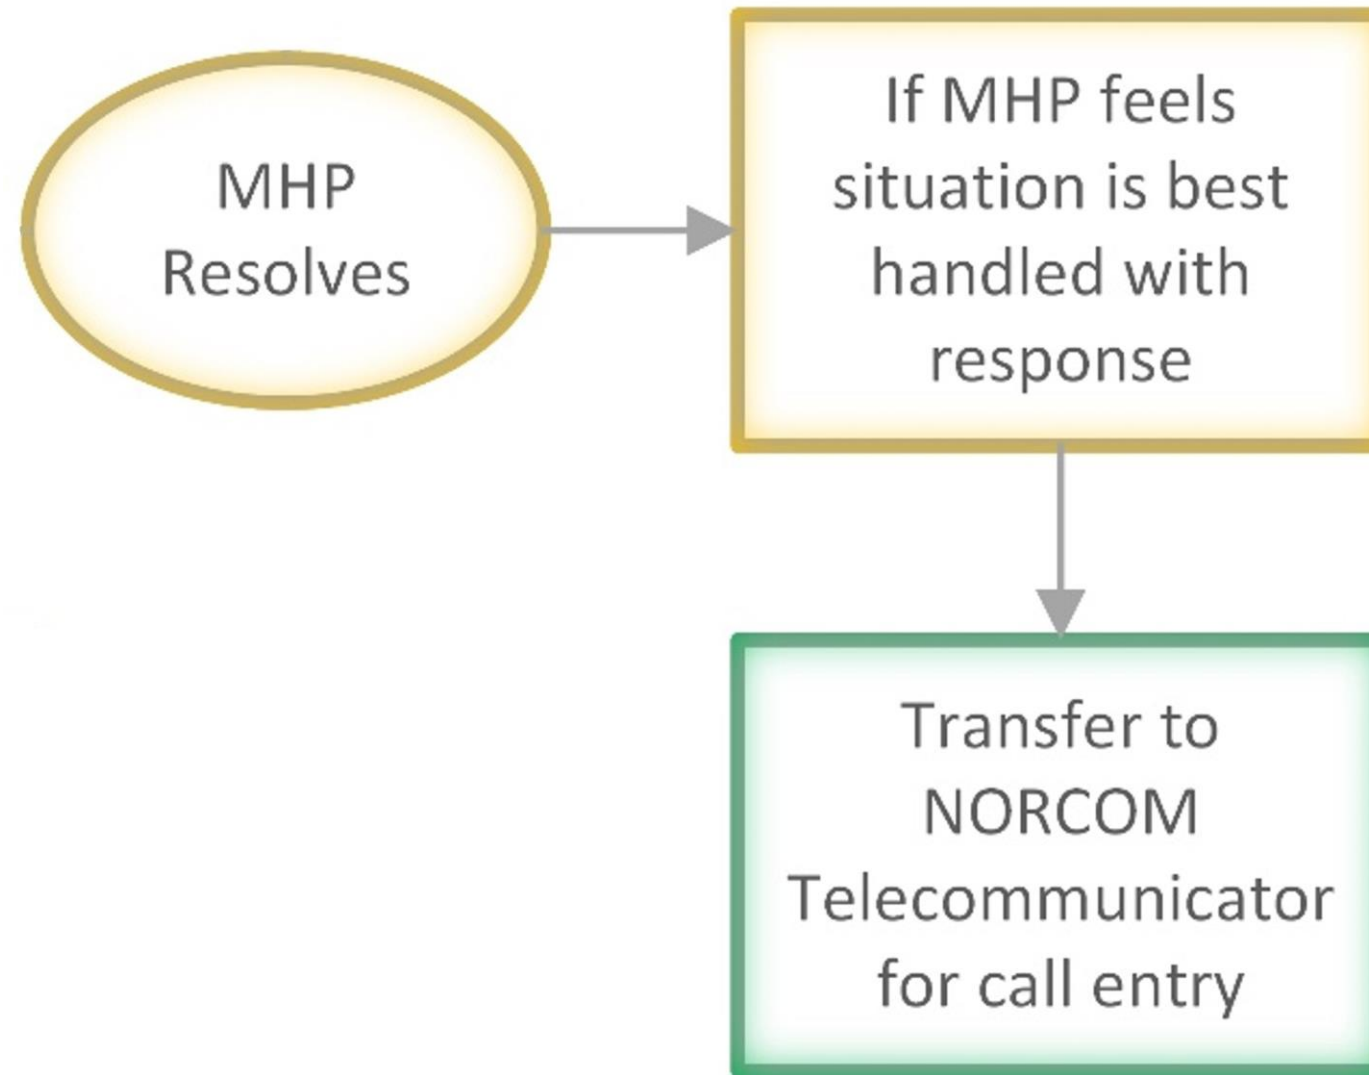 MHP
Resolves
If MHP feels
situation is best
handled with
response
Transfer to
NORCOM
Telecommunicator
for call entry